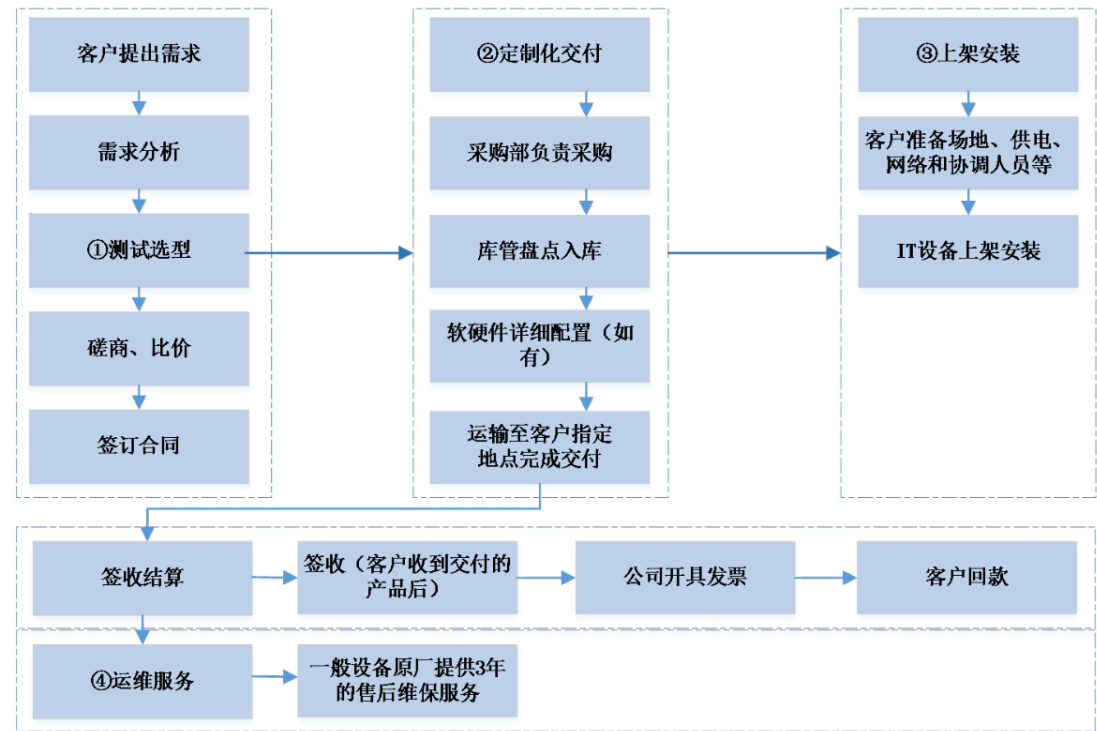 客户提出需求
需求分析
①测试选型
磋商、比价
签订合同
②定制化交付
采购部负责采购
库管盘点入库
软硬件详细配置（如
有）
运输至客户指定
地点完成交付
③上架安装
客户准备场地、供电、
网络和协调人员等
IT设备上架安装
签收结算
签收（客户收到交付的
产品后）
公司开具发票
客户回款
④运维服务
一般设备原厂提供3年
的售后维保服务